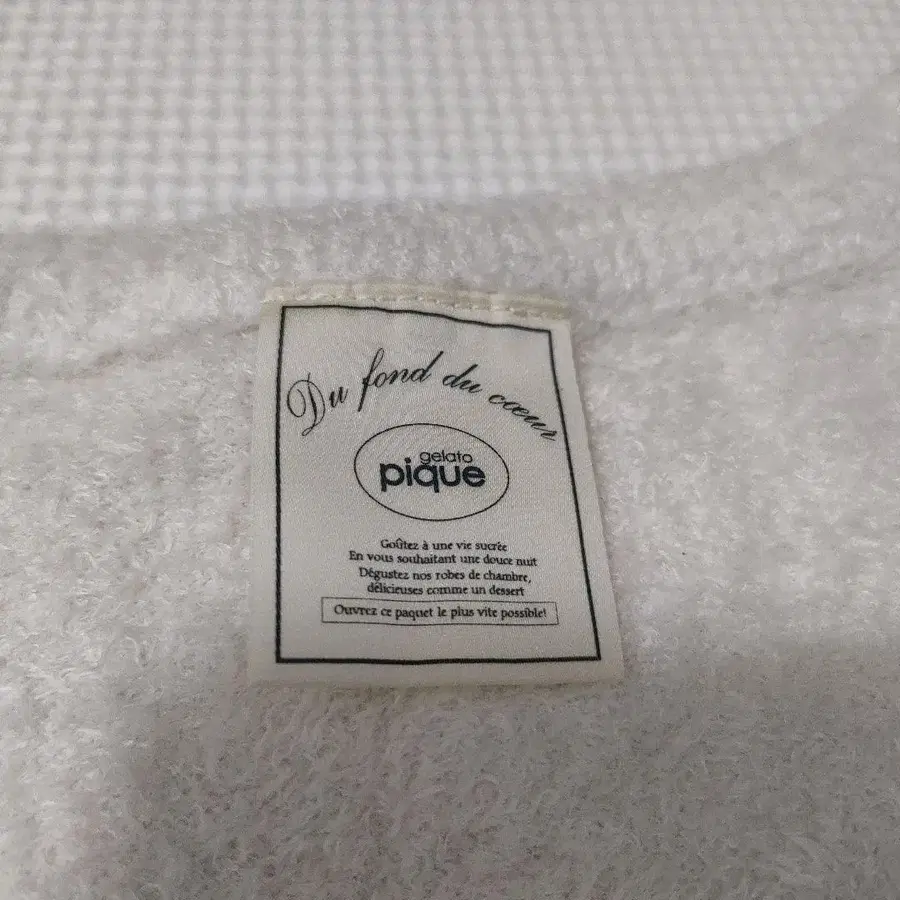 Du fond du cœur
gelato
pique
Goûtez à une vie sucrée
En vous souhaitant une douce nuit
Dégustez nos robes de chambre,
délicieuses comme un dessert
Ouvrez ce paquet le plus vite possible!